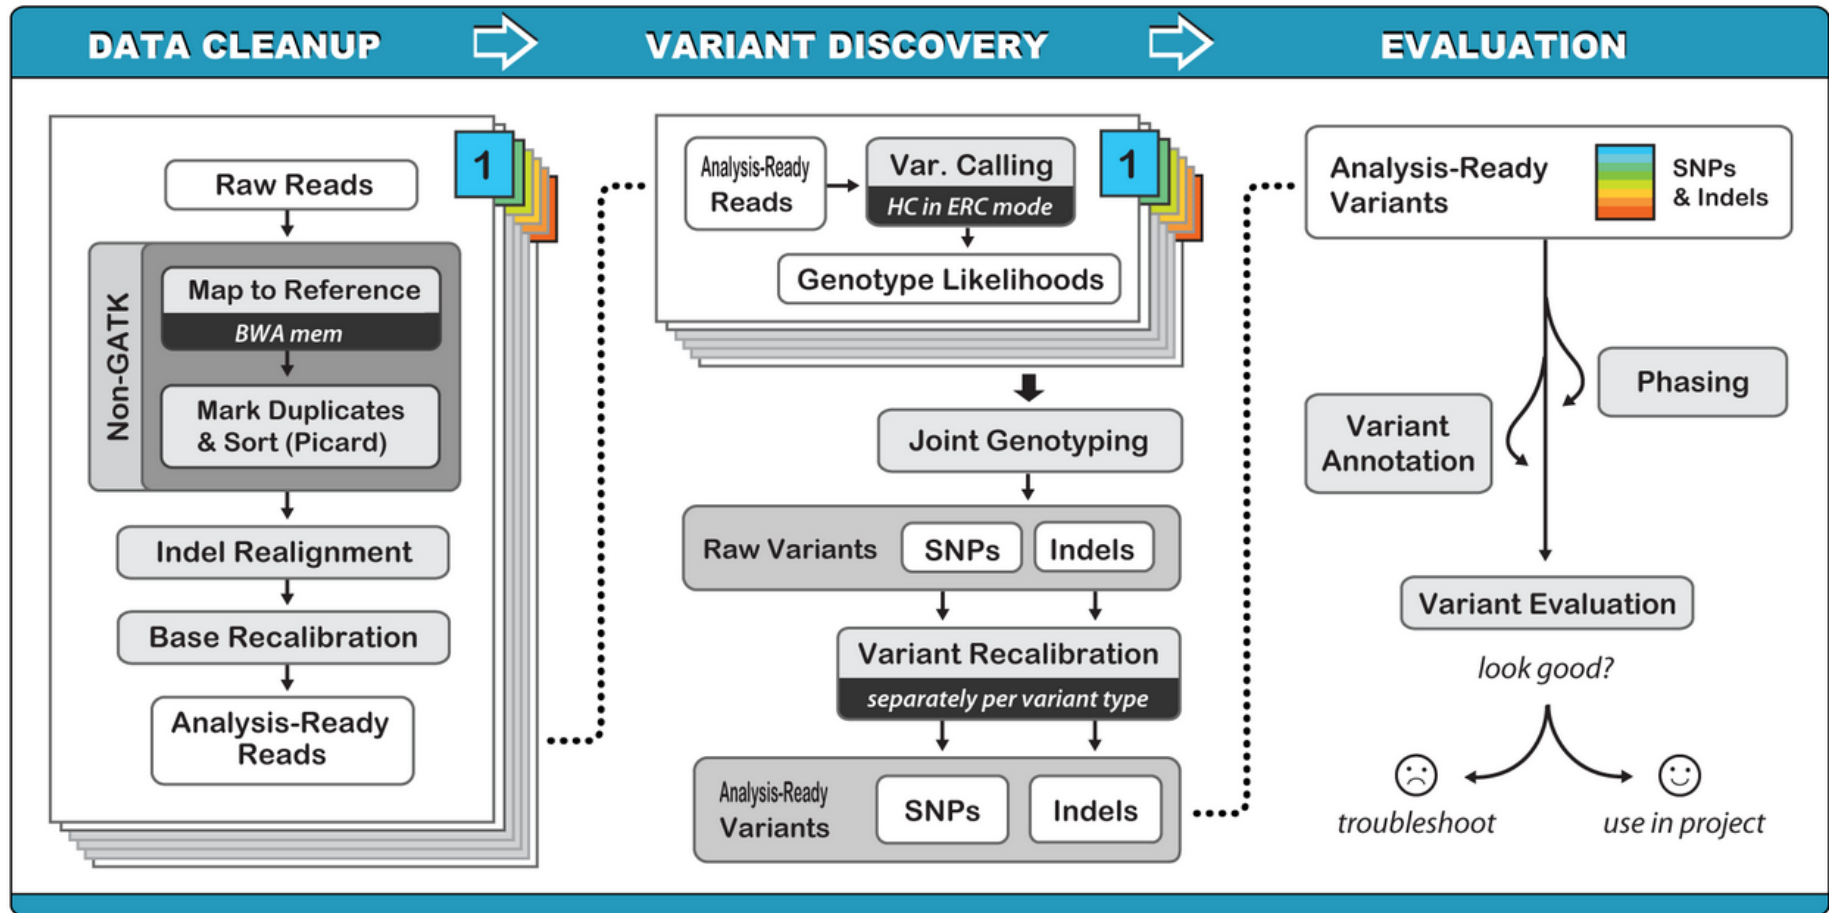 DATA CLEANUP
VARIANT DISCOVERY
EVALUATION
1
Raw Reads
Non-GATK
Map to Reference
BWA mem
Mark Duplicates
& Sort (Picard)
Indel Realignment
Base Recalibration
Analysis-Ready
Reads
Analysis-Ready
Reads
Var. Calling
HC in ERC mode
1
Genotype Likelihoods
Joint Genotyping
Raw Variants
SNPs
Indels
Variant Recalibration
separately per variant type
Analysis-Ready
Variants
SNPs
Indels
Analysis-Ready
Variants
SNPs
& Indels
Phasing
Variant
Annotation
Variant Evaluation
look good?
troubleshoot
use in project